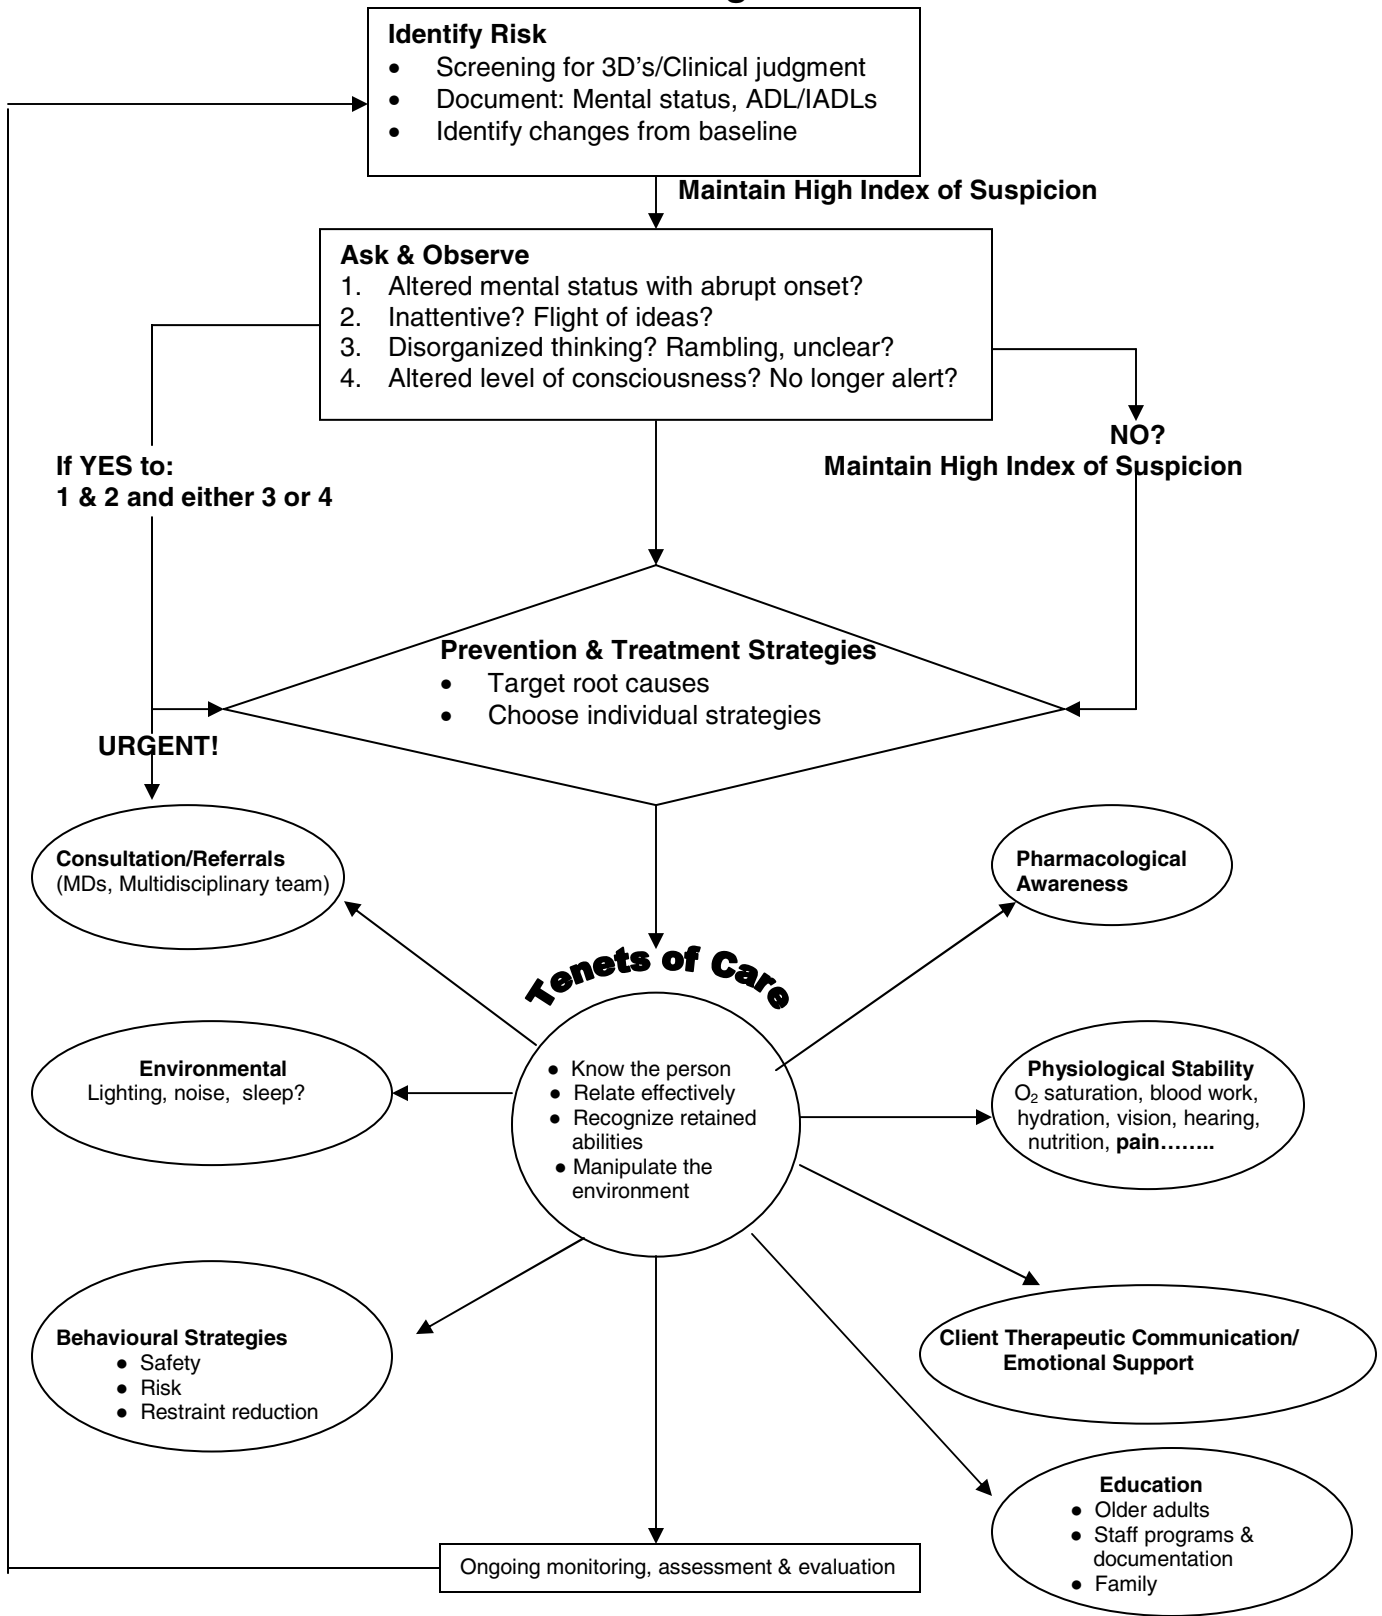 Identify Risk
• Screening for 3D's/Clinical judgment
• Document: Mental status, ADL/IADLs
• Identify changes from baseline
Maintain High Index of Suspicion
Ask & Observe
1. Altered mental status with abrupt onset?
2. Inattentive? Flight of ideas?
3. Disorganized thinking? Rambling, unclear?
4. Altered level of consciousness? No longer alert?
If YES to:
1 & 2 and either 3 or 4
NO?
Maintain High Index of Suspicion
Prevention & Treatment Strategies
• Target root causes
• Choose individual strategies
URGENT!
Consultation/Referrals
(MDs, Multidisciplinary team)
Pharmacological
Awareness
Tenets of Care
• Know the person
• Relate effectively
• Recognize retained
abilities
• Manipulate the
environment
Environmental
Lighting, noise, sleep?
Physiological Stability
O₂ saturation, blood work,
hydration, vision, hearing,
nutrition, pain……..
Behavioural Strategies
• Safety
• Risk
• Restraint reduction
Client Therapeutic Communication/
Emotional Support
Education
• Older adults
• Staff programs &
documentation
• Family
Ongoing monitoring, assessment & evaluation